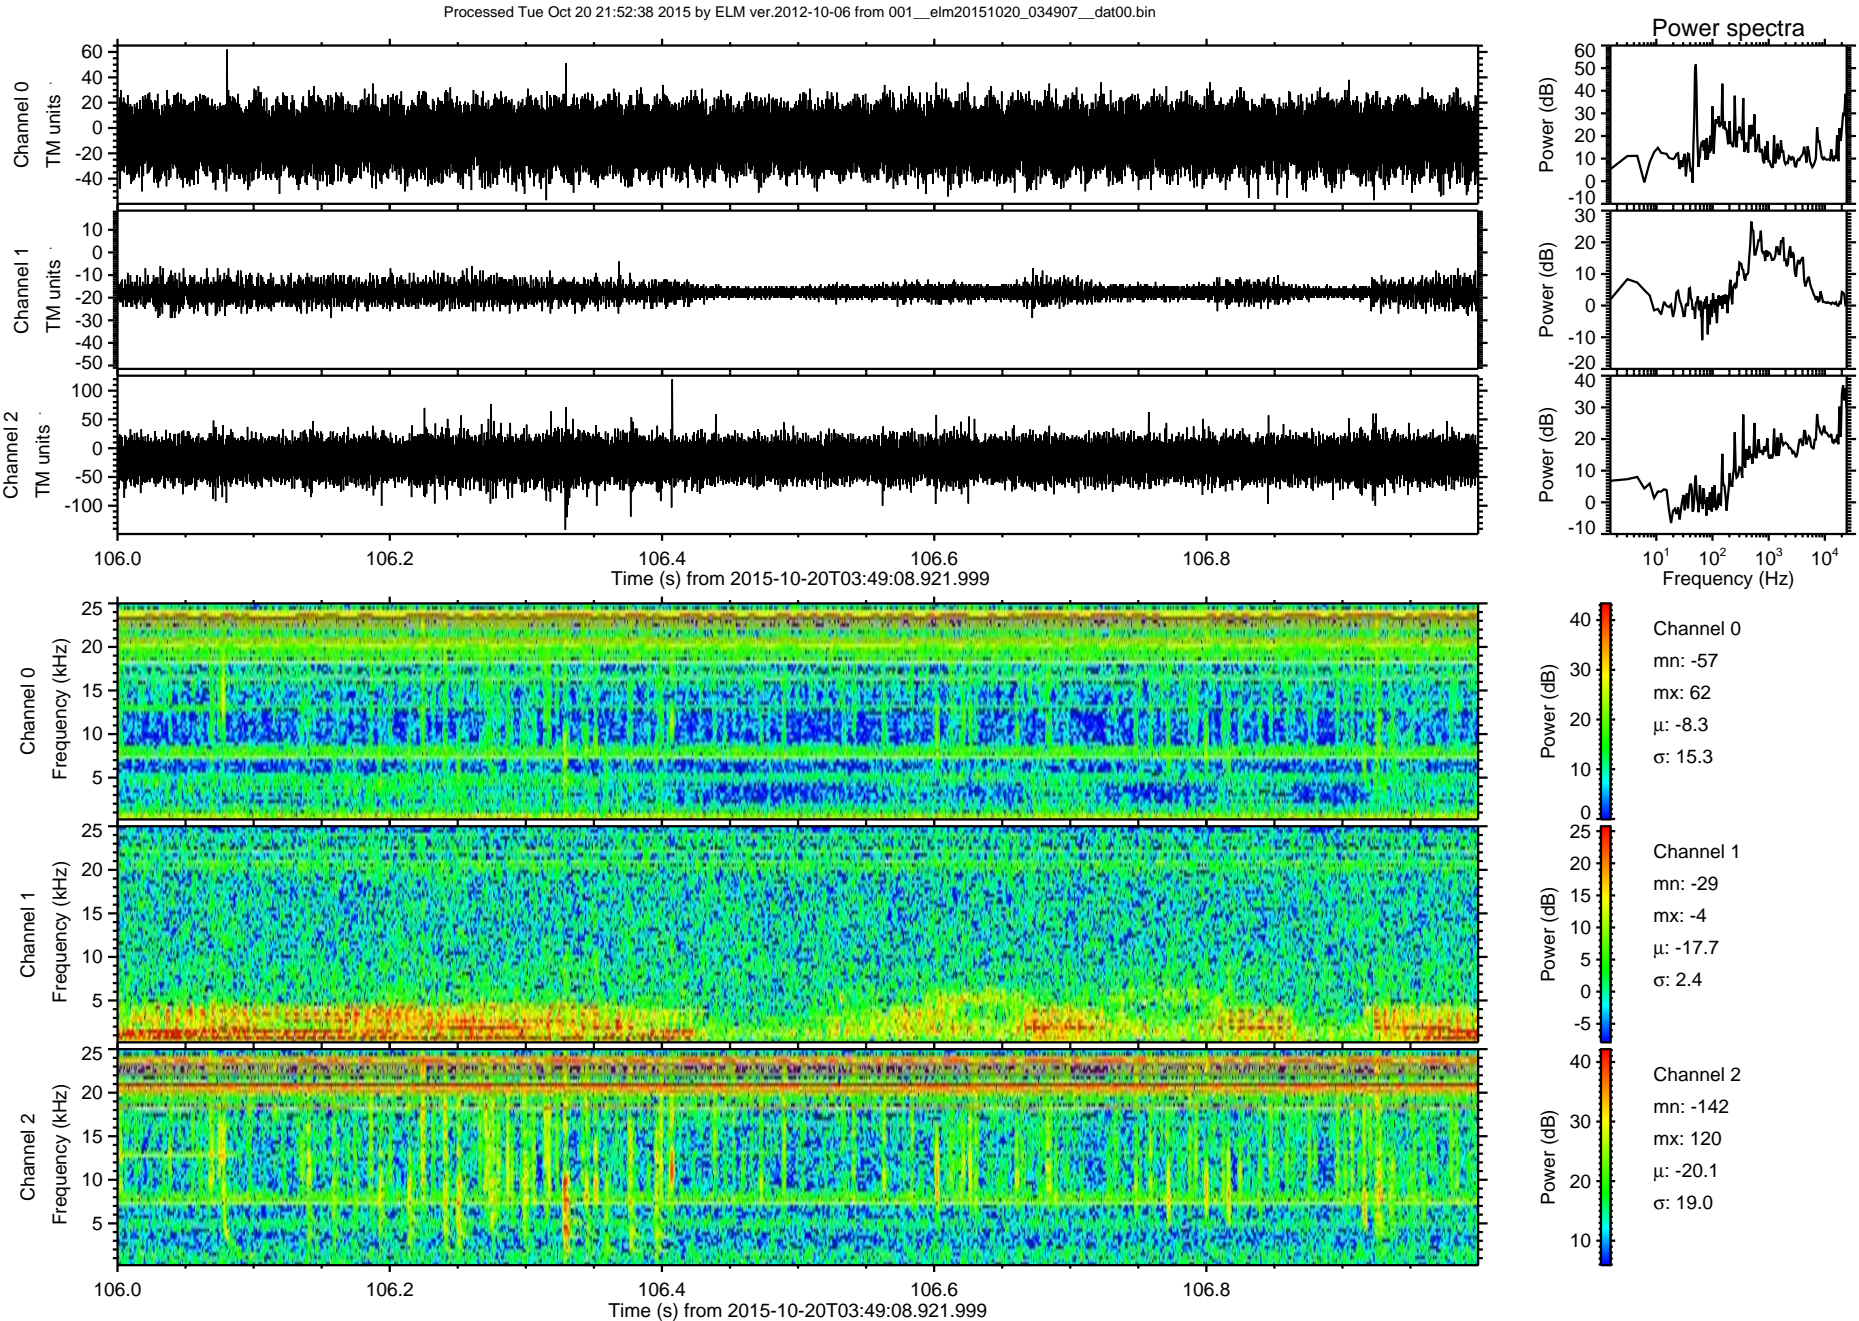 Processed Tue Oct 20 21:52:38 2015 by ELM ver.2012-10-06 from 001__elm20151020_034907__dat00.bin
Power spectra
Channel 0
TM units
60
40
20
0
-20
-40
Power (dB)
60
50
40
30
20
10
0
-10
Channel 1
TM units
10
0
-10
-20
-30
-40
-50
Power (dB)
30
20
10
0
-10
-20
Channel 2
TM units
100
50
0
-50
-100
Power (dB)
40
30
20
10
0
-10
106.0 106.2 106.4 106.6 106.8
Time (s) from 2015-10-20T03:49:08.921.999
10^1 10^2 10^3 10^4
Frequency (Hz)
Channel 0
Frequency (kHz)
25
20
15
10
5
Power (dB)
40
30
20
10
0
Channel 0
mn: -57
mx: 62
μ: -8.3
σ: 15.3
Channel 1
Frequency (kHz)
25
20
15
10
5
Power (dB)
25
20
15
10
5
0
-5
Channel 1
mn: -29
mx: -4
μ: -17.7
σ: 2.4
Channel 2
Frequency (kHz)
25
20
15
10
5
Power (dB)
40
30
20
10
Channel 2
mn: -142
mx: 120
μ: -20.1
σ: 19.0
106.0 106.2 106.4 106.6 106.8
Time (s) from 2015-10-20T03:49:08.921.999